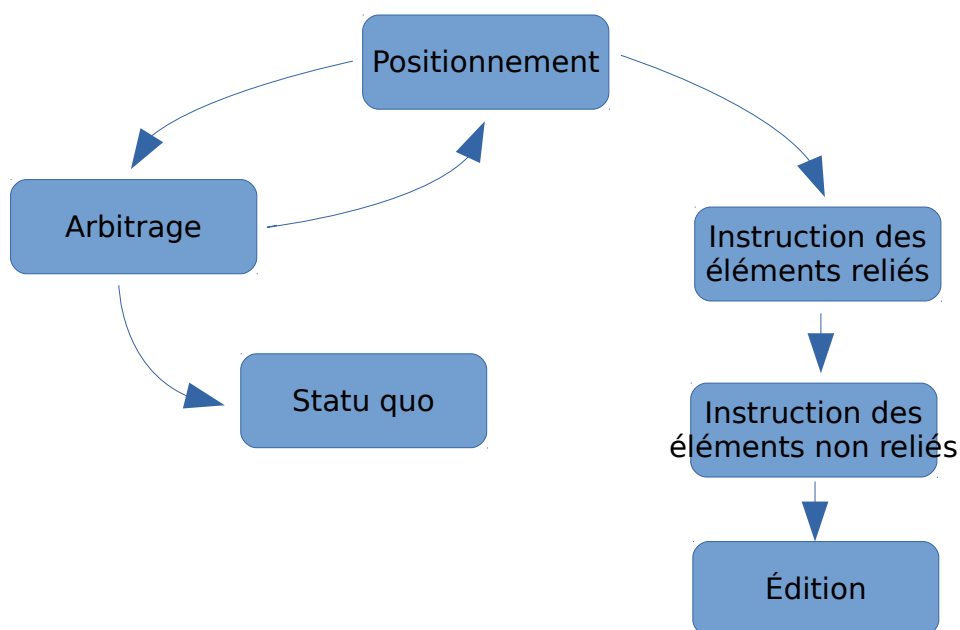 Positionnement
Arbitrage
Instruction des
éléments reliés
Statu quo
Instruction des
éléments non reliés
Édition